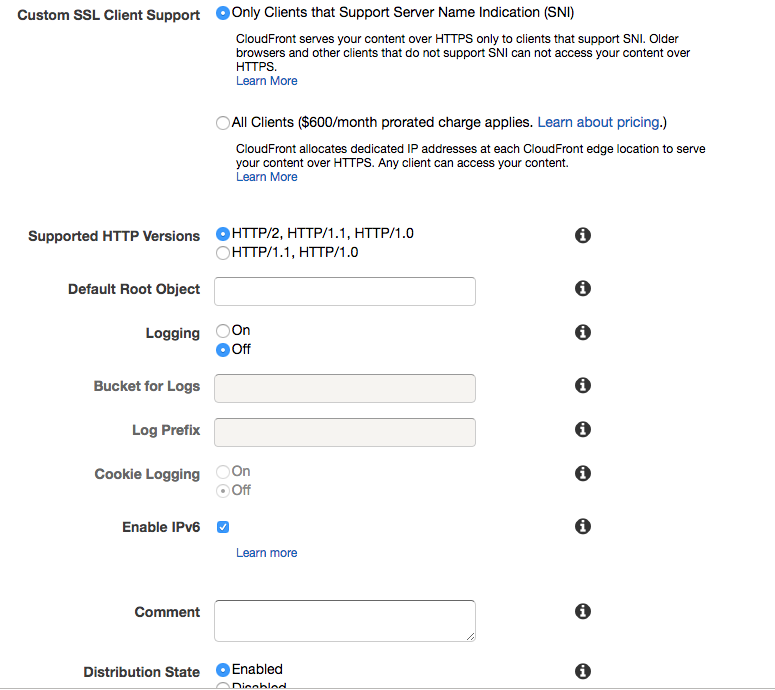 Custom SSL Client Support
Only Clients that Support Server Name Indication (SNI)
CloudFront serves your content over HTTPS only to clients that support SNI. Older
browsers and other clients that do not support SNI can not access your content over
HTTPS.
Learn More
All Clients ($600/month prorated charge applies. Learn about pricing.)
CloudFront allocates dedicated IP addresses at each CloudFront edge location to serve
your content over HTTPS. Any client can access your content.
Learn More
Supported HTTP Versions
HTTP/2, HTTP/1.1, HTTP/1.0
HTTP/1.1, HTTP/1.0
Default Root Object
Logging
On
Off
Bucket for Logs
Log Prefix
Cookie Logging
On
Off
Enable IPv6
Learn more
Comment
Distribution State
Enabled
Disabled